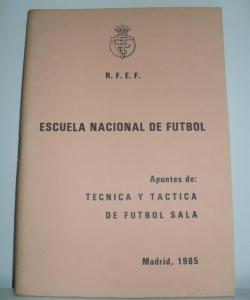 R. F. E. F.
ESCUELA NACIONAL DE FUTBOL
Apuntes de:
TECNICA Y TACTICA
DE FUTBOL SALA
Madrid, 1985